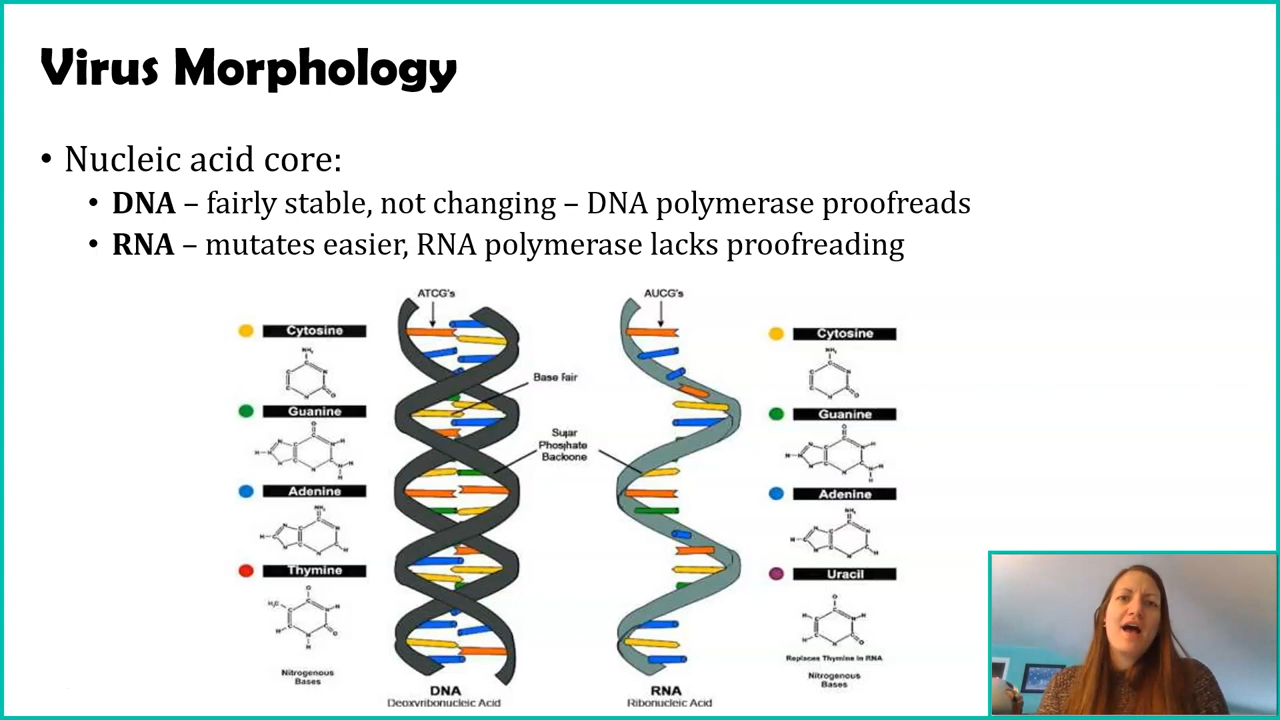 Virus Morphology
• Nucleic acid core:
• DNA – fairly stable, not changing – DNA polymerase proofreads
• RNA – mutates easier, RNA polymerase lacks proofreading
ATCG's
AUCG's
Cytosine
Guanine
Adenine
Thymine
Nitrogenous
Bases
Base Pair
Sugar
Phosphate
Backbone
DNA
Deoxyribonucleic Acid
RNA
Ribonucleic Acid
Cytosine
Guanine
Adenine
Uracil
Replaces Thymine in RNA
Nitrogenous
Bases